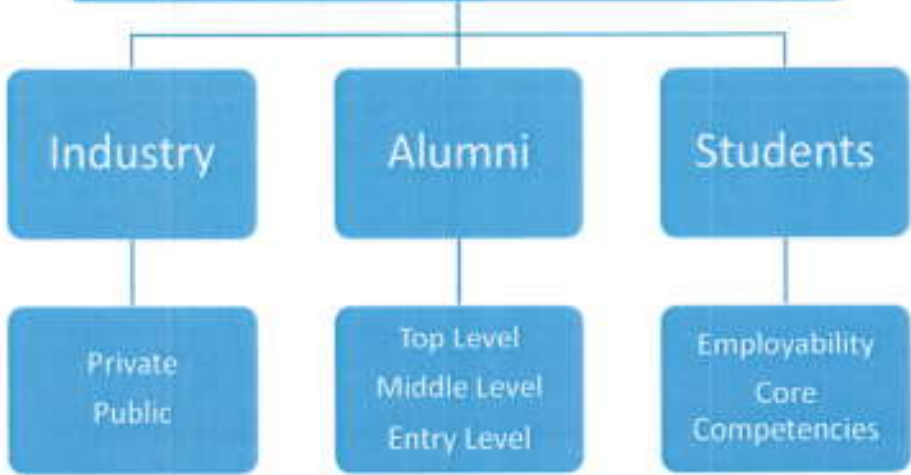 Industry
Alumni
Students
Private
Public
Top Level
Middle Level
Entry Level
Employability
Core
Competencies